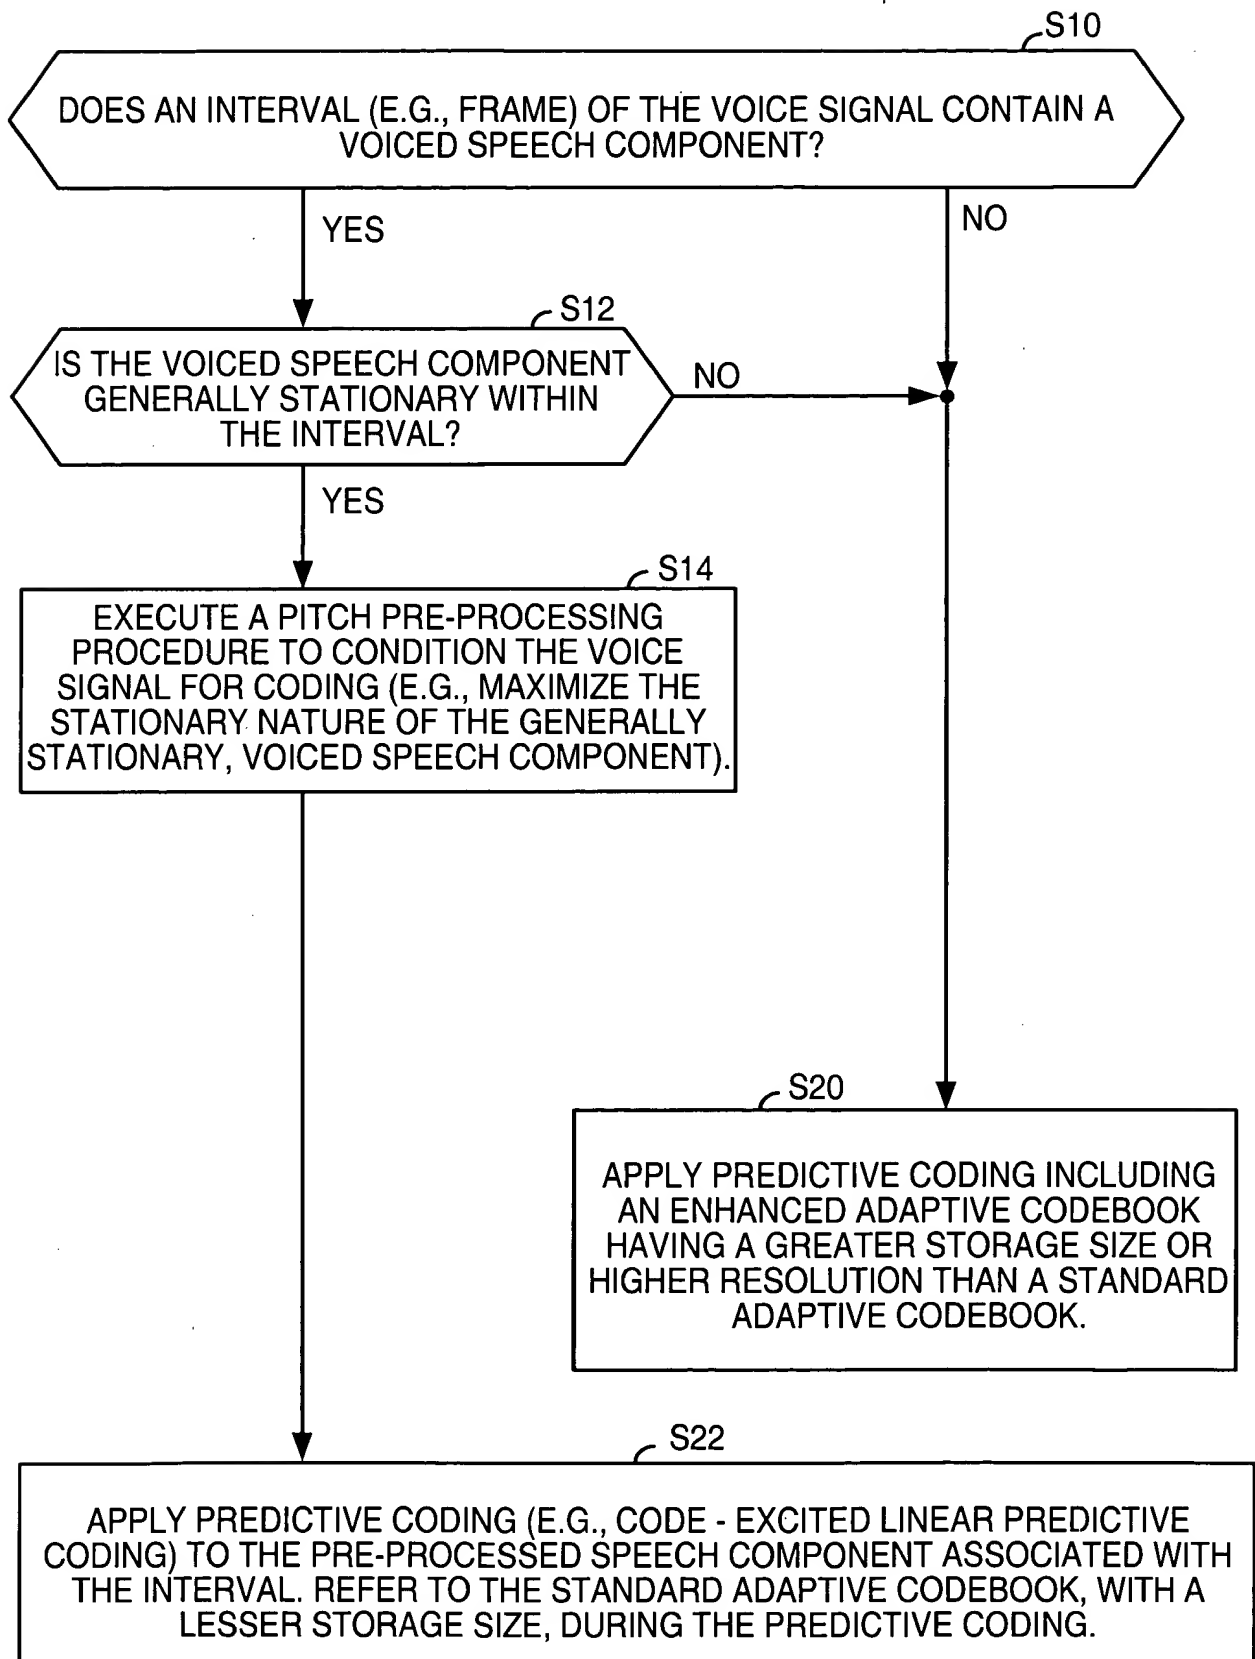 S10
DOES AN INTERVAL (E.G., FRAME) OF THE VOICE SIGNAL CONTAIN A
VOICED SPEECH COMPONENT?
YES
NO
S12
IS THE VOICED SPEECH COMPONENT
GENERALLY STATIONARY WITHIN
THE INTERVAL?
NO
YES
S14
EXECUTE A PITCH PRE-PROCESSING
PROCEDURE TO CONDITION THE VOICE
SIGNAL FOR CODING (E.G., MAXIMIZE THE
STATIONARY NATURE OF THE GENERALLY
STATIONARY, VOICED SPEECH COMPONENT).
S20
APPLY PREDICTIVE CODING INCLUDING
AN ENHANCED ADAPTIVE CODEBOOK
HAVING A GREATER STORAGE SIZE OR
HIGHER RESOLUTION THAN A STANDARD
ADAPTIVE CODEBOOK.
S22
APPLY PREDICTIVE CODING (E.G., CODE - EXCITED LINEAR PREDICTIVE
CODING) TO THE PRE-PROCESSED SPEECH COMPONENT ASSOCIATED WITH
THE INTERVAL. REFER TO THE STANDARD ADAPTIVE CODEBOOK, WITH A
LESSER STORAGE SIZE, DURING THE PREDICTIVE CODING.